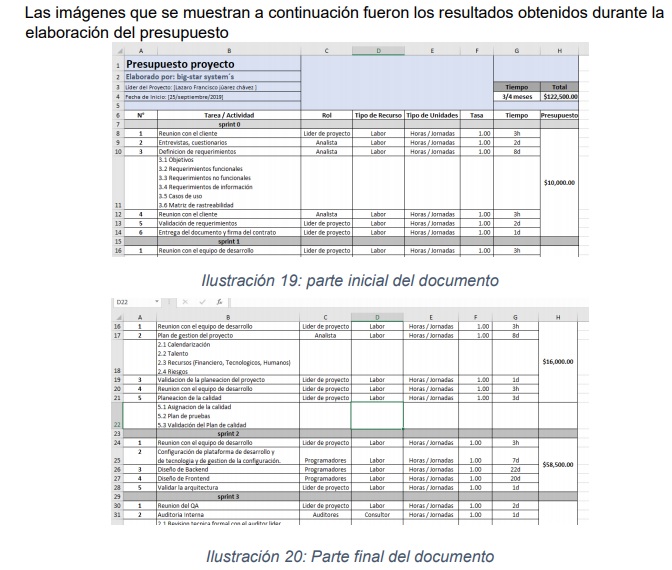 Las imágenes que se muestran a continuación fueron los resultados obtenidos durante la
elaboración del presupuesto
A B C D E F G H
1 Presupuesto proyecto
2 Elaborado por: big-star system´s
3 Lider del Proyecto: [Lazaro Francisco júarez chávez ] Tiempo Total
4 Fecha de Inicio: [25/septiembre/2019] 3/4 meses $122,500.00
5
6 N° Tarea / Actividad Rol Tipo de Recurso Tipo de Unidades Tasa Tiempo Presupuesto
7 sprint 0
8 1 Reunion con el cliente Lider de proyecto Labor Horas / Jornadas 1.00 3h
9 2 Entrevistas, cuestionarios Analista Labor Horas / Jornadas 1.00 2d
10 3 Definicion de requerimientos Analista Labor Horas / Jornadas 1.00 8d
3.1 Objetivos
3.2 Requerimientos funcionales
3.3 Requerimientos no funcionales
3.4 Requerimientos de información
$10,000.00
3.5 Casos de uso
11 3.6 Matriz de rastreabilidad
12 4 Reunion con el cliente Analista Labor Horas / Jornadas 1.00 3h
13 5 Validación de requerimientos Lider de proyecto Labor Horas / Jornadas 1.00 2d
14 6 Entrega del documento y firma del contrato Lider de proyecto Labor Horas / Jornadas 1.00 1d
15 sprint 1
16 1 Reunion con el equipo de desarrollo Lider de proyecto Labor Horas / Jornadas 1.00 3h
Ilustración 19: parte inicial del documento
D22 fx
A B C D E F G H
16 1 Reunion con el equipo de desarrollo Lider de proyecto Labor Horas / Jornadas 1.00 3h
17 2 Plan de gestion del proyecto Analista Labor Horas / Jornadas 1.00 8d
2.1 Calendarización
2.2 Talento
2.3 Recursos (Financiero, Tecnologicos, Humanos)
$16,000.00
18 2.4 Riesgos
19 3 Validacion de la planeacion del proyecto Lider de proyecto Labor Horas / Jornadas 1.00 1d
20 4 Reunion con el equipo de desarrollo Lider de proyecto Labor Horas / Jornadas 1.00 3h
21 5 Planeacion de la calidad Lider de proyecto Labor Horas / Jornadas 1.00 3d
5.1 Asignacion de la calidad
5.2 Plan de pruebas
22 5.3 Validación del Plan de calidad
23 sprint 2
24 1 Reunion con el equipo de desarrollo Lider de proyecto Labor Horas / Jornadas 1.00 3h
2 Configuración de plataforma de desarrollo y
25 de tecnologia y de gestion de la configuración. Programadores Labor Horas / Jornadas 1.00 7d
$58,500.00
26 3 Diseño de Backend Programadores Labor Horas / Jornadas 1.00 22d
27 4 Diseño de Frontend Programadores Labor Horas / Jornadas 1.00 20d
28 5 Validar la arquitectura Lider de proyecto Labor Horas / Jornadas 1.00 1d
29 sprint 3
30 1 Reunion del QA Lider de proyecto Labor Horas / Jornadas 1.00 2d
31 2 Auditoria Interna Auditores Consultor Horas / Jornadas 1.00 1d
2.1 Revision tecnica formal con el auditor lider
Ilustración 20: Parte final del documento